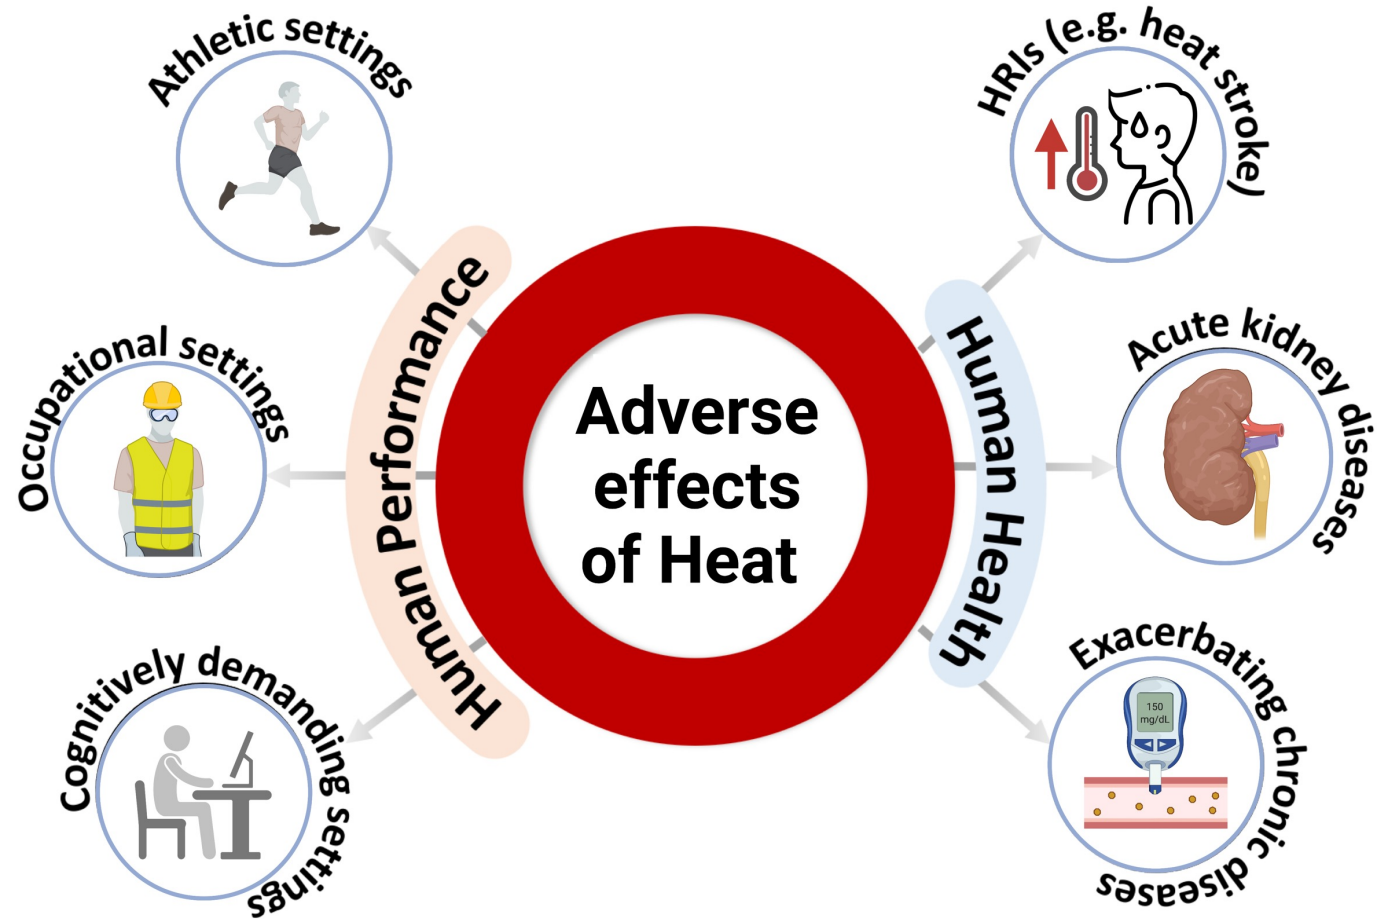 Athletic settings
HRIs (e.g. heat stroke)
Human Performance
Human Health
Occupational settings
Acute kidney diseases
Adverse
effects
of Heat
Cognitively demanding settings
Exacerbating chronic diseases
150
mg/dL